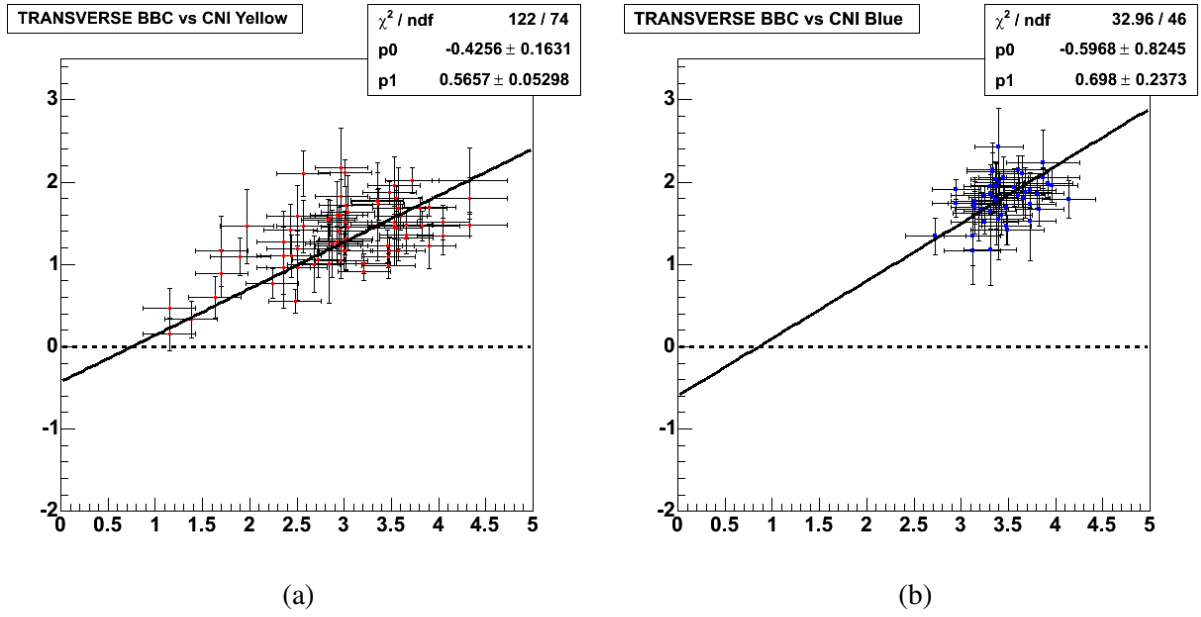 TRANSVERSE BBC vs CNI Yellow
χ² / ndf 122 / 74
p0 -0.4256 ± 0.1631
p1 0.5657 ± 0.05298
3
2
1
0
-1
-2
0 0.5 1 1.5 2 2.5 3 3.5 4 4.5 5
(a)
TRANSVERSE BBC vs CNI Blue
χ² / ndf 32.96 / 46
p0 -0.5968 ± 0.8245
p1 0.698 ± 0.2373
3
2
1
0
-1
-2
0 0.5 1 1.5 2 2.5 3 3.5 4 4.5 5
(b)